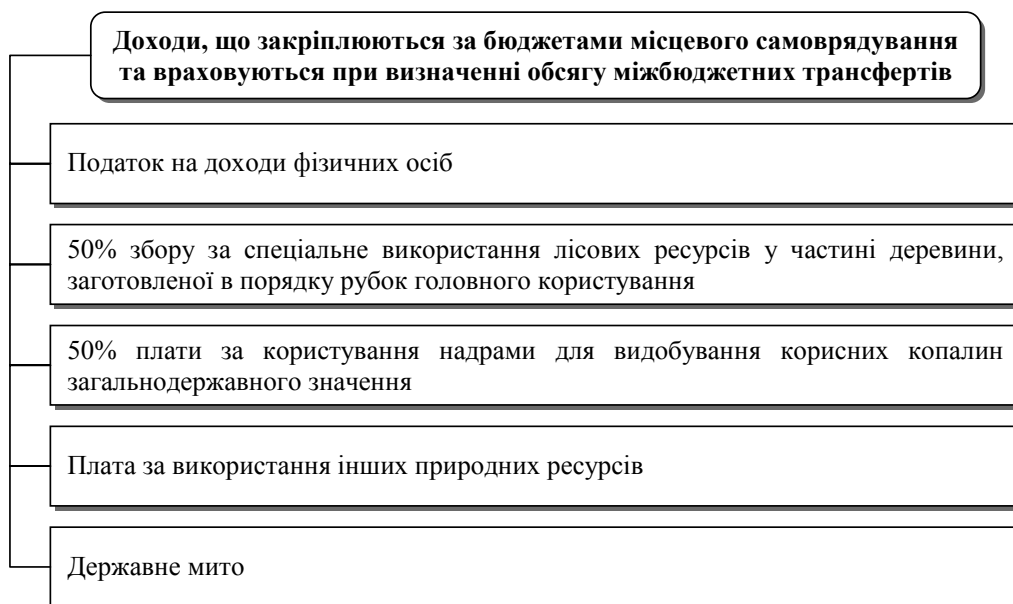 Доходи, що закріплюються за бюджетами місцевого самоврядування
та враховуються при визначенні обсягу міжбюджетних трансфертів
Податок на доходи фізичних осіб
50% збору за спеціальне використання лісових ресурсів у частині деревини,
заготовленої в порядку рубок головного користування
50% плати за користування надрами для видобування корисних копалин
загальнодержавного значення
Плата за використання інших природних ресурсів
Державне мито